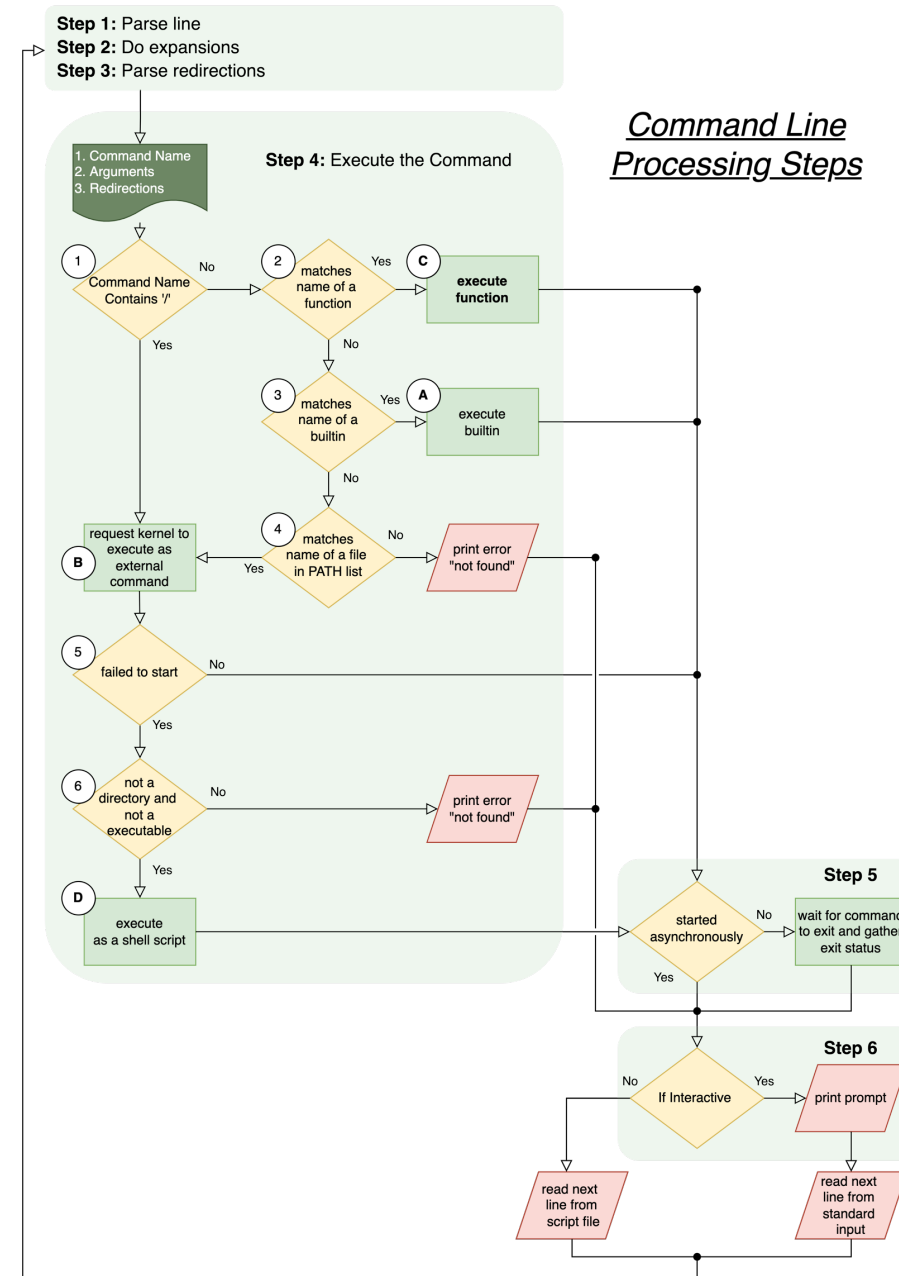 Step 1: Parse line
Step 2: Do expansions
Step 3: Parse redirections
Command Line
Processing Steps
Step 4: Execute the Command
1. Command Name
2. Arguments
3. Redirections
1
Command Name
Contains '/'
No
Yes
2
matches
name of a
function
Yes
No
C
execute
function
3
matches
name of a
builtin
Yes
No
A
execute
builtin
4
matches
name of a file
in PATH list
No
Yes
print error
"not found"
B
request kernel to
execute as
external
command
5
failed to start
No
Yes
6
not a
directory and
not a
executable
No
Yes
print error
"not found"
D
execute
as a shell script
Step 5
started
asynchronously
No
Yes
wait for command
to exit and gather
exit status
Step 6
If Interactive
No
Yes
print prompt
read next
line from
script file
read next
line from
standard
input